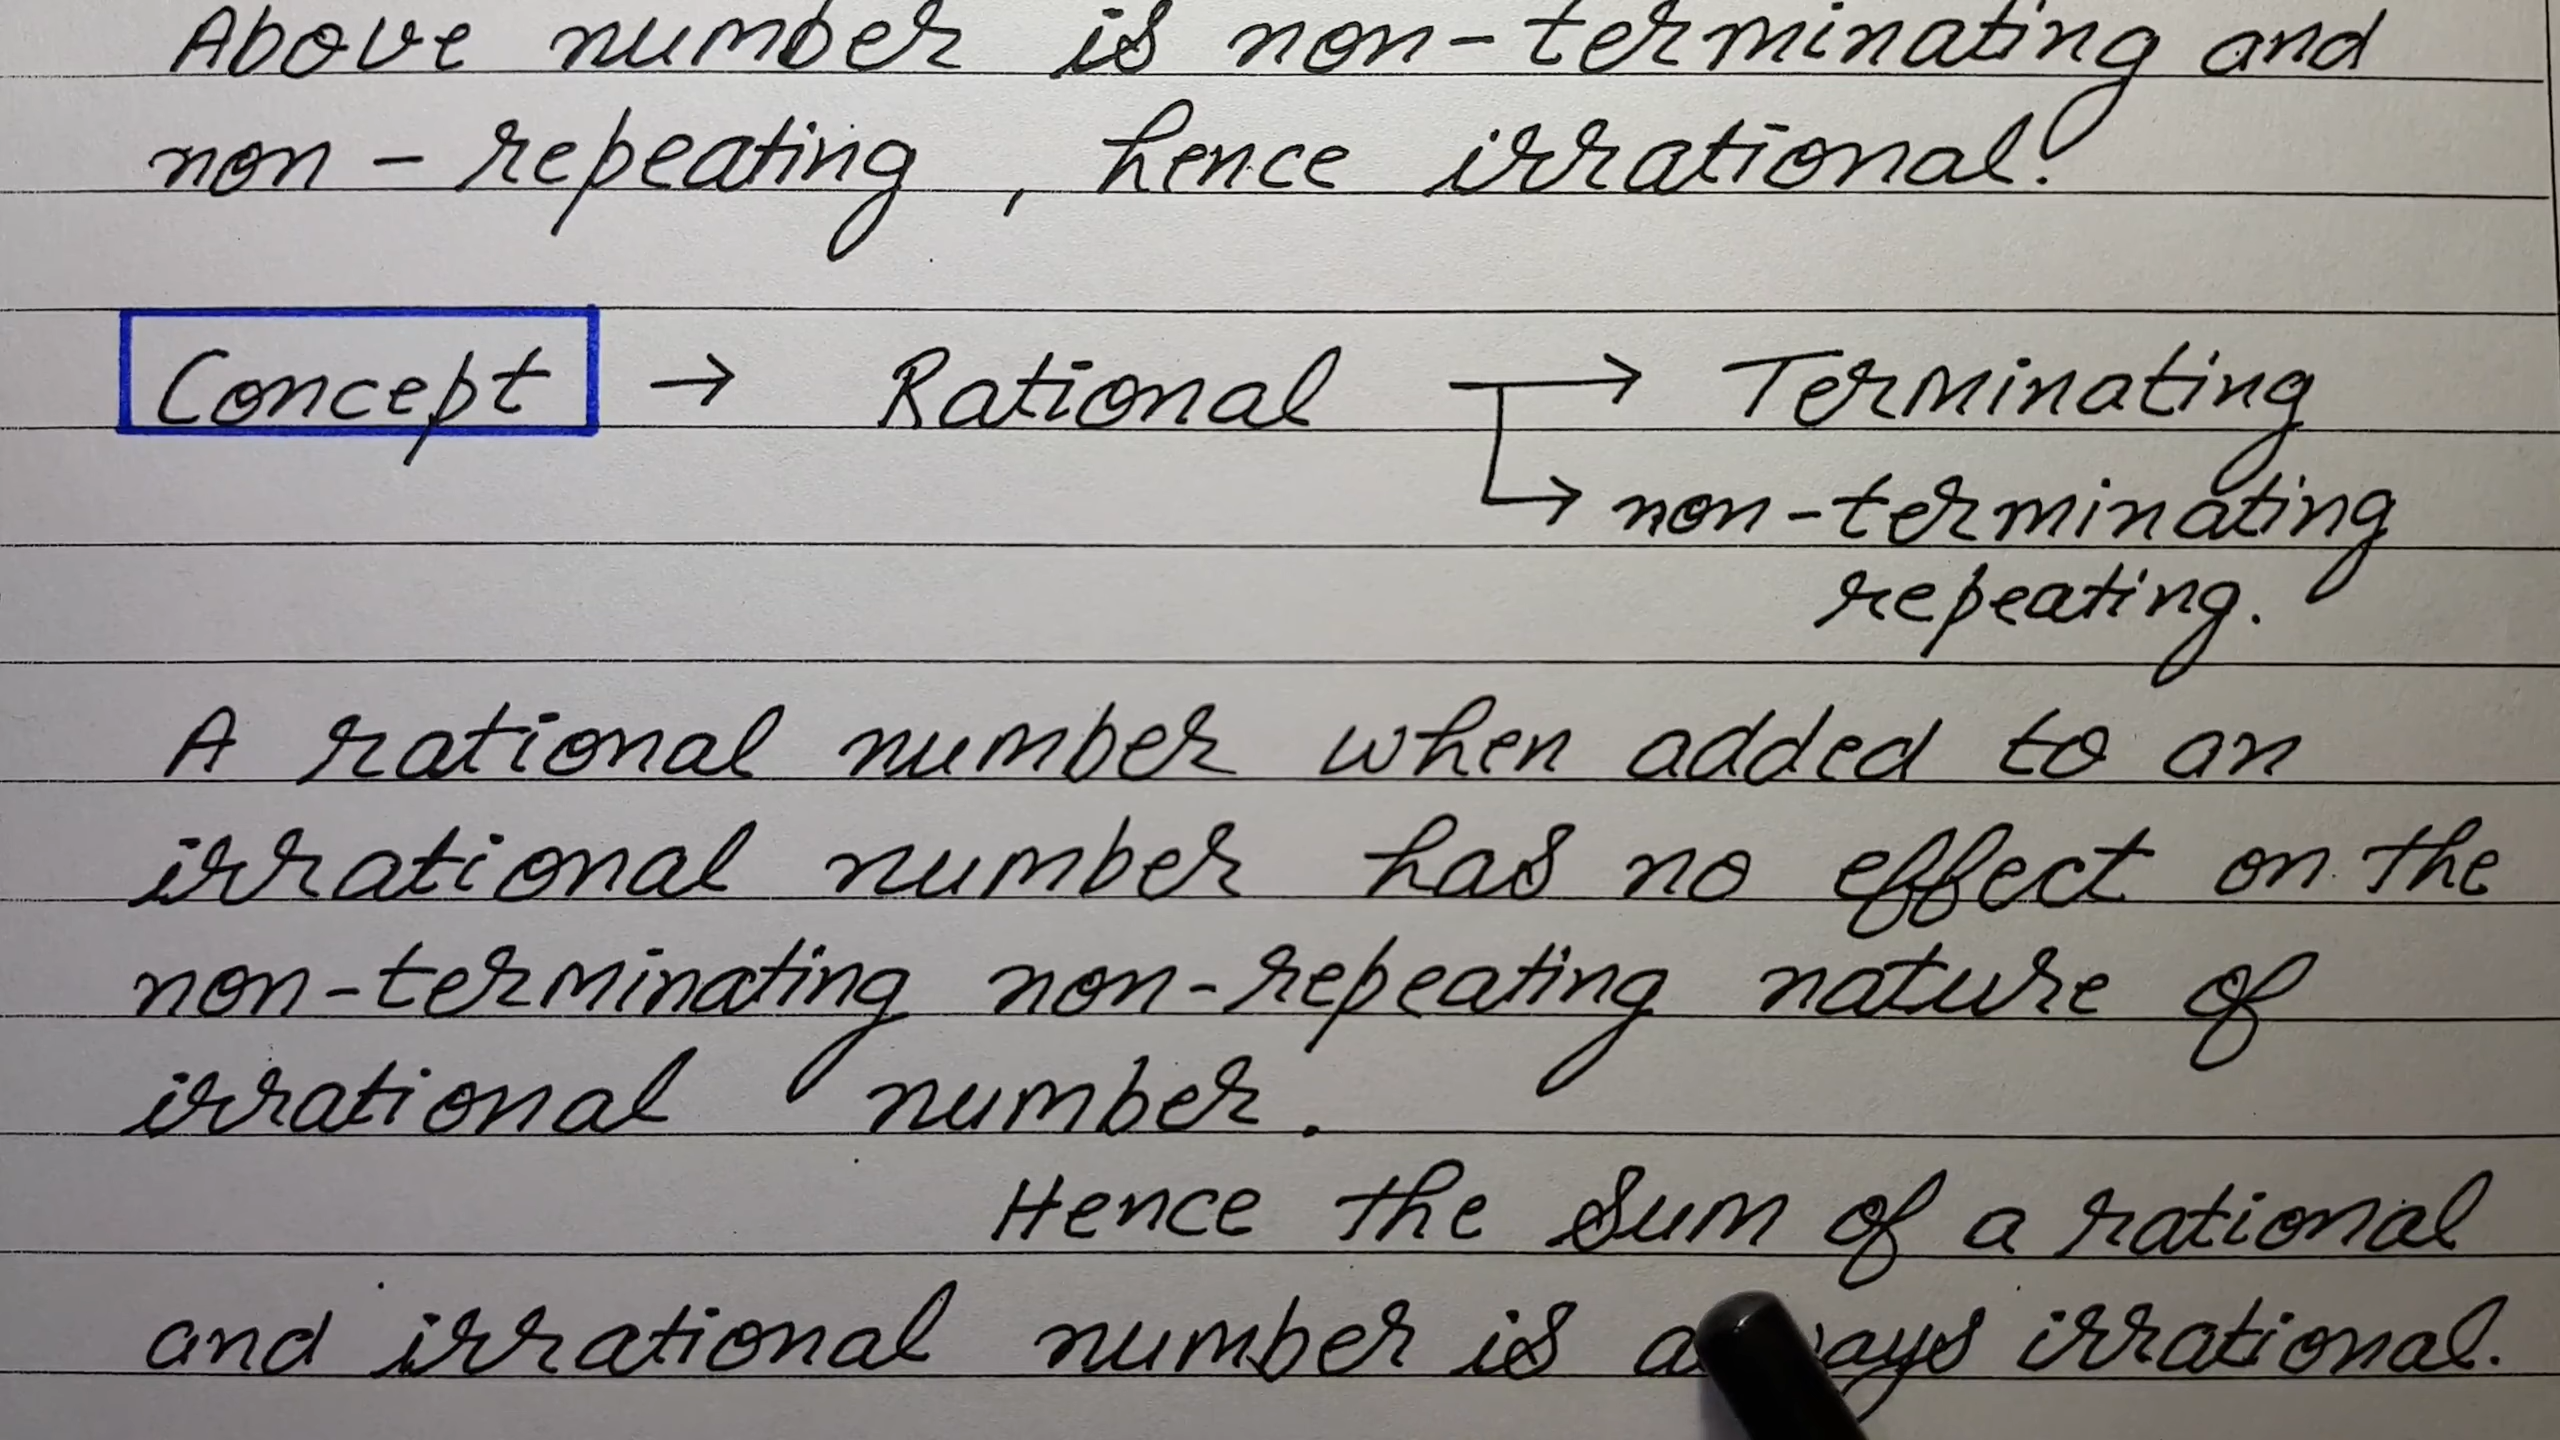 Above number is non-terminating and
non-repeating, hence irrational!
Concept → Rational → Terminating
→ non-terminating
repeating.
A rational number when added to an
irrational number has no effect on the
non-terminating non-repeating nature of
irrational number.
Hence the sum of a rational
and irrational number is always irrational.